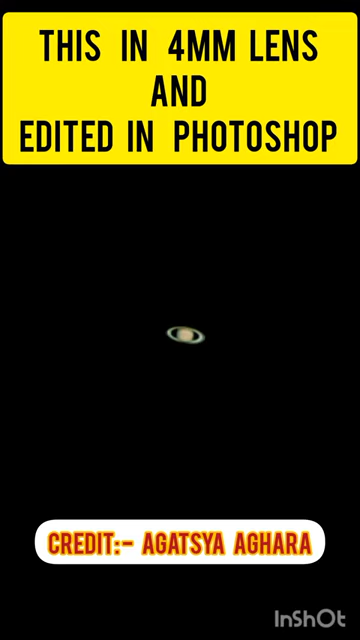 THIS IN 4MM LENS
AND
EDITED IN PHOTOSHOP
CREDIT:- AGATSYA AGHARA
InShOt